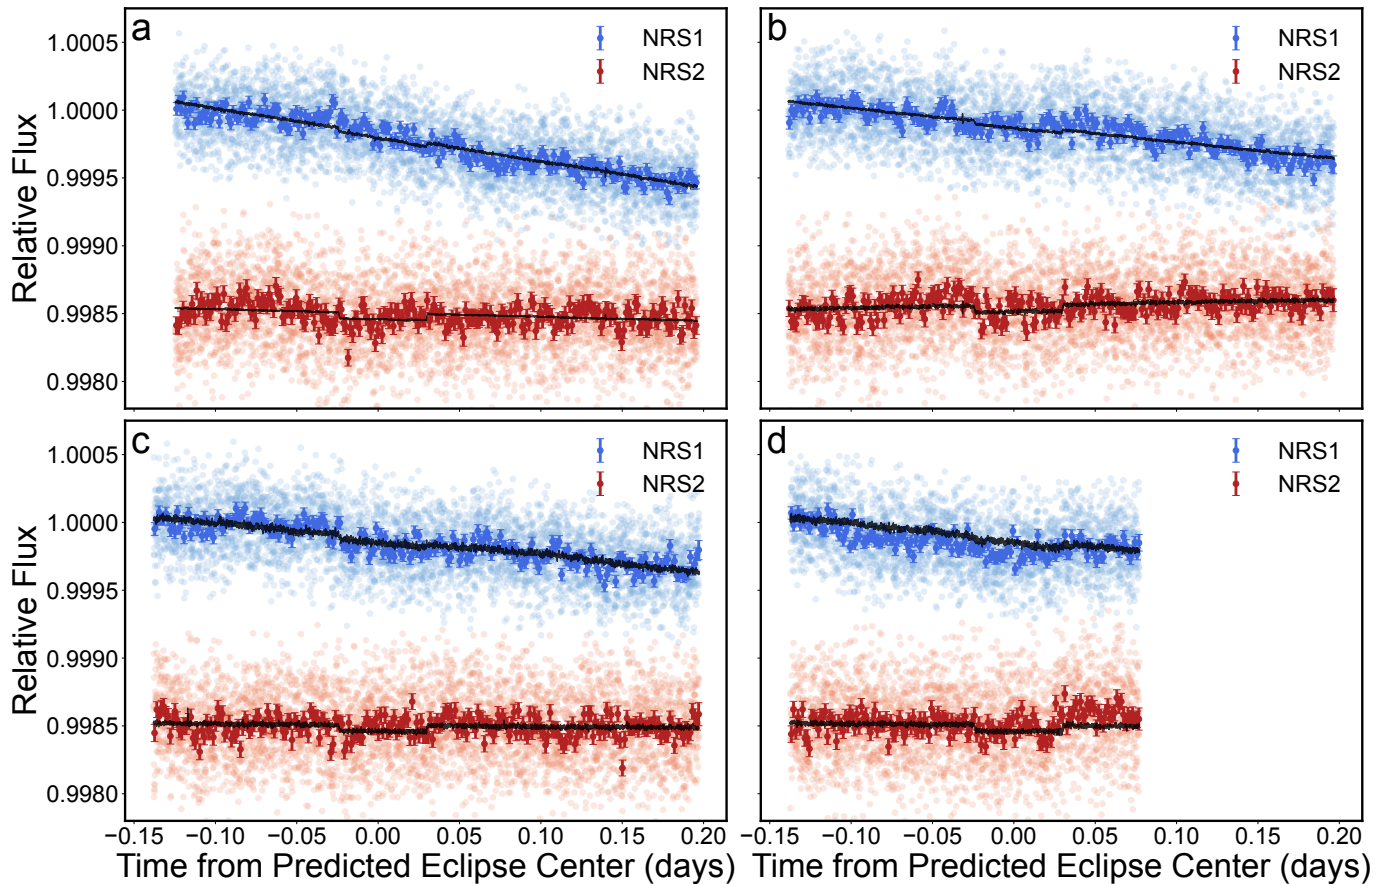 a
NRS1
NRS2
b
NRS1
NRS2
1.0005
1.0000
0.9995
0.9990
0.9985
0.9980
Relative Flux
c
NRS1
NRS2
d
NRS1
NRS2
1.0005
1.0000
0.9995
0.9990
0.9985
0.9980
Relative Flux
−0.15 −0.10 −0.05 0.00 0.05 0.10 0.15 0.20
−0.15 −0.10 −0.05 0.00 0.05 0.10 0.15 0.20
Time from Predicted Eclipse Center (days)
Time from Predicted Eclipse Center (days)